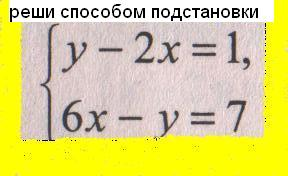 реши способом подстановки
y − 2x = 1,
6x − y = 7